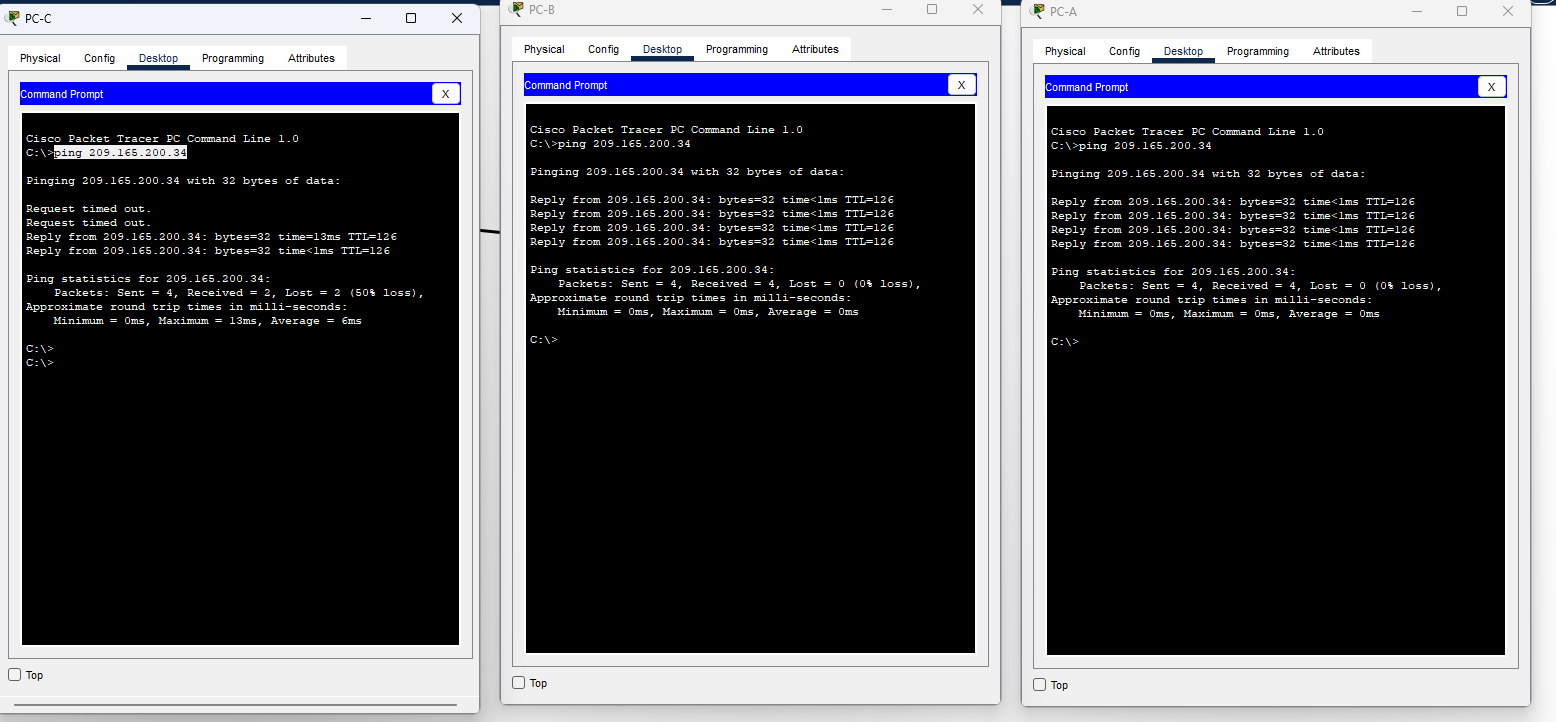 PC-C
Physical Config Desktop Programming Attributes
Command Prompt
X
Cisco Packet Tracer PC Command Line 1.0
C:\>ping 209.165.200.34
Pinging 209.165.200.34 with 32 bytes of data:
Request timed out.
Request timed out.
Reply from 209.165.200.34: bytes=32 time=13ms TTL=126
Reply from 209.165.200.34: bytes=32 time<1ms TTL=126
Ping statistics for 209.165.200.34:
Packets: Sent = 4, Received = 2, Lost = 2 (50% loss),
Approximate round trip times in milli-seconds:
Minimum = 0ms, Maximum = 13ms, Average = 6ms
C:\>
C:\>
Top
PC-B
Physical Config Desktop Programming Attributes
Command Prompt
X
Cisco Packet Tracer PC Command Line 1.0
C:\>ping 209.165.200.34
Pinging 209.165.200.34 with 32 bytes of data:
Reply from 209.165.200.34: bytes=32 time<1ms TTL=126
Reply from 209.165.200.34: bytes=32 time<1ms TTL=126
Reply from 209.165.200.34: bytes=32 time<1ms TTL=126
Reply from 209.165.200.34: bytes=32 time<1ms TTL=126
Ping statistics for 209.165.200.34:
Packets: Sent = 4, Received = 4, Lost = 0 (0% loss),
Approximate round trip times in milli-seconds:
Minimum = 0ms, Maximum = 0ms, Average = 0ms
C:\>
Top
PC-A
Physical Config Desktop Programming Attributes
Command Prompt
X
Cisco Packet Tracer PC Command Line 1.0
C:\>ping 209.165.200.34
Pinging 209.165.200.34 with 32 bytes of data:
Reply from 209.165.200.34: bytes=32 time<1ms TTL=126
Reply from 209.165.200.34: bytes=32 time<1ms TTL=126
Reply from 209.165.200.34: bytes=32 time<1ms TTL=126
Reply from 209.165.200.34: bytes=32 time<1ms TTL=126
Ping statistics for 209.165.200.34:
Packets: Sent = 4, Received = 4, Lost = 0 (0% loss),
Approximate round trip times in milli-seconds:
Minimum = 0ms, Maximum = 0ms, Average = 0ms
C:\>
Top